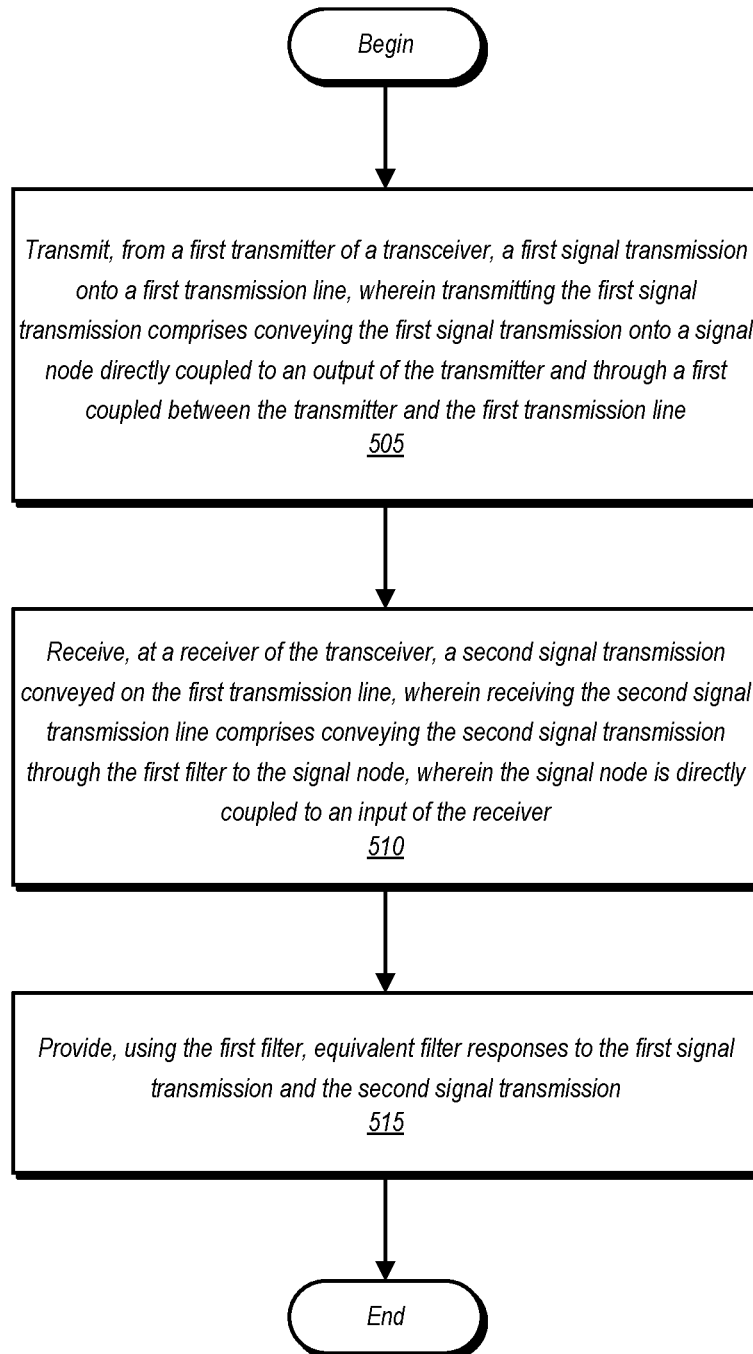 Begin
Transmit, from a first transmitter of a transceiver, a first signal transmission
onto a first transmission line, wherein transmitting the first signal
transmission comprises conveying the first signal transmission onto a signal
node directly coupled to an output of the transmitter and through a first
coupled between the transmitter and the first transmission line
505
Receive, at a receiver of the transceiver, a second signal transmission
conveyed on the first transmission line, wherein receiving the second signal
transmission line comprises conveying the second signal transmission
through the first filter to the signal node, wherein the signal node is directly
coupled to an input of the receiver
510
Provide, using the first filter, equivalent filter responses to the first signal
transmission and the second signal transmission
515
End